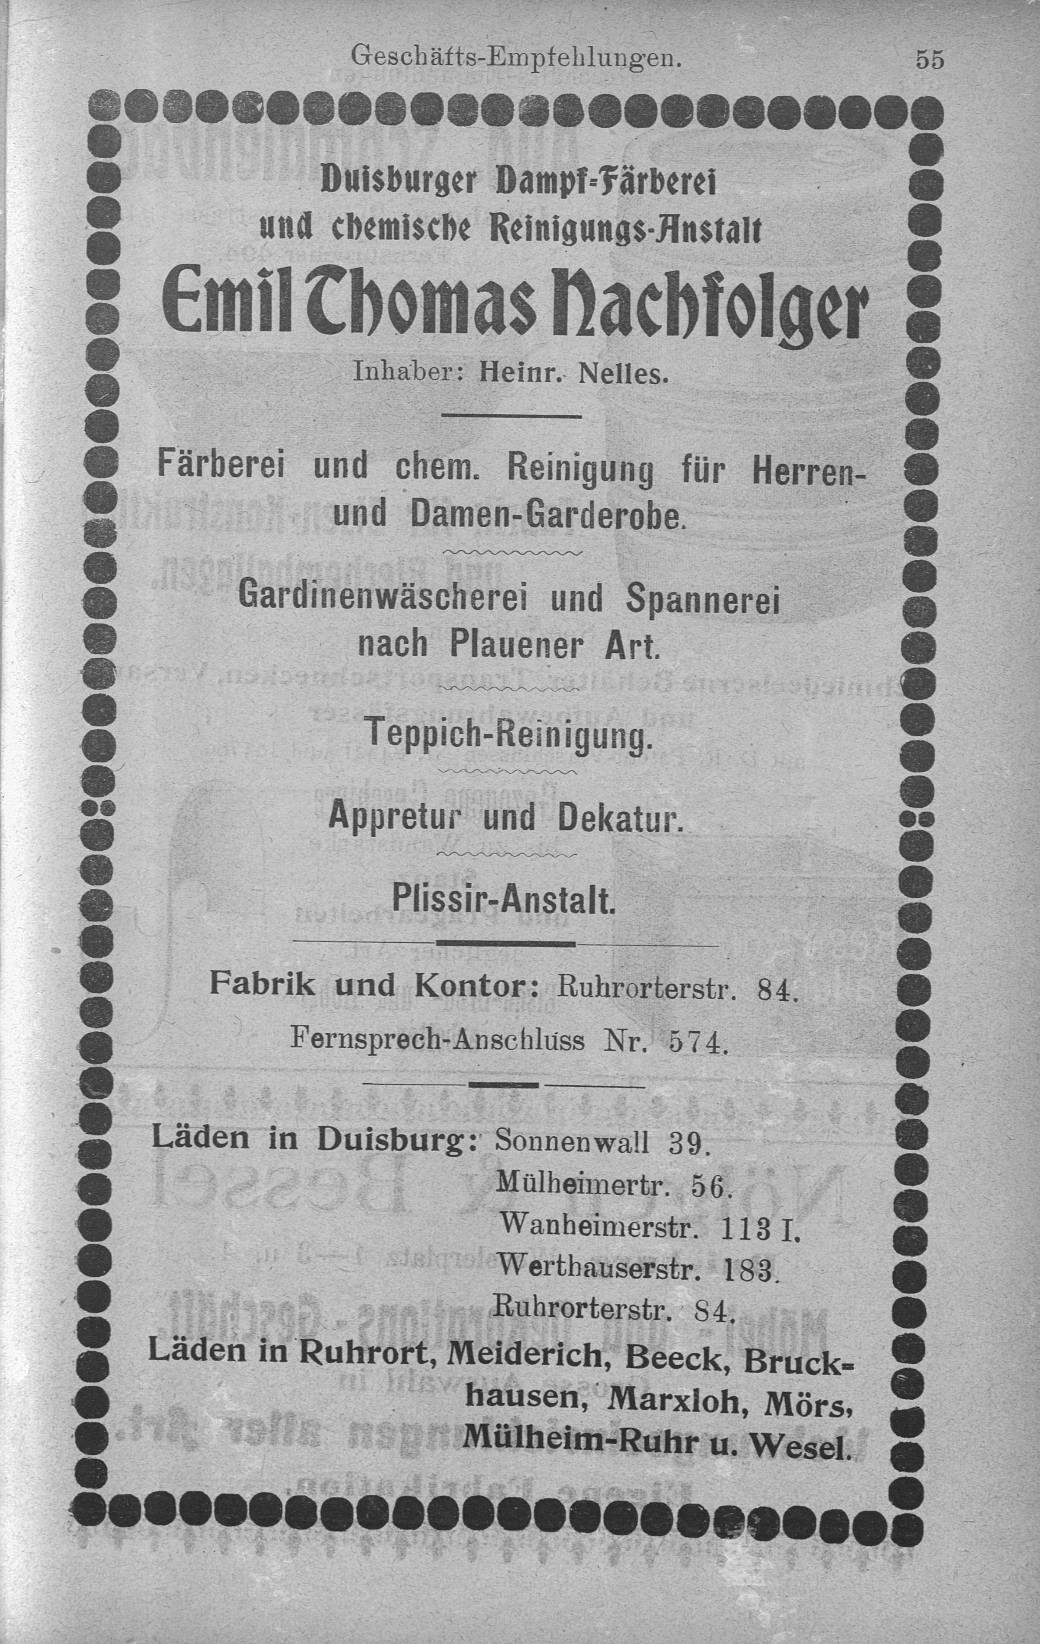 Geschäfts-Empfehlungen. 55
Duisburger Dampf-Färberei
und chemische Reinigungs-Anstalt
Emil Thomas Nachfolger
Inhaber: Heinr. Nelles.
Färberei und chem. Reinigung für Herren-
und Damen-Garderobe.
Gardinenwäscherei und Spannerei
nach Plauener Art.
Teppich-Reinigung.
Appretur und Dekatur.
Plissir-Anstalt.
Fabrik und Kontor: Ruhrorterstr. 84.
Fernsprech-Anschluss Nr. 574.
Läden in Duisburg: Sonnenwall 39.
Mülheimertr. 56.
Wanheimerstr. 113 I.
Werthauserstr. 183.
Ruhrorterstr. 84.
Läden in Ruhrort, Meiderich, Beeck, Bruck-
hausen, Marxloh, Mörs,
Mülheim-Ruhr u. Wesel.